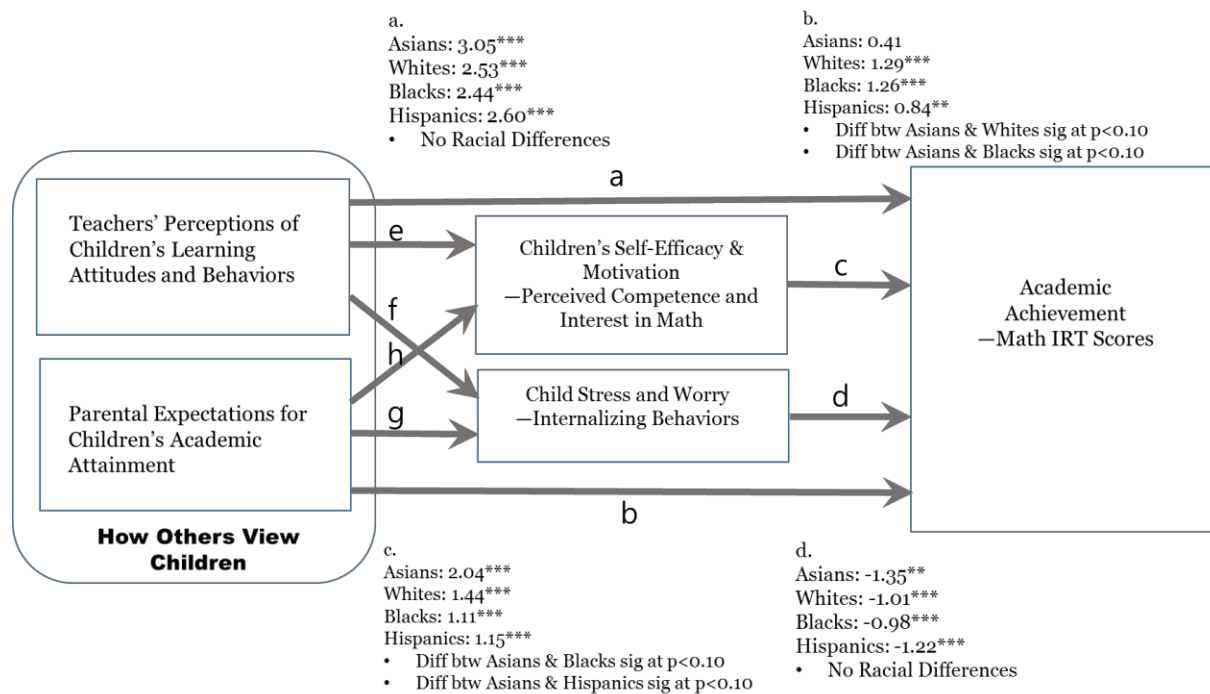 a.
Asians: 3.05***
Whites: 2.53***
Blacks: 2.44***
Hispanics: 2.60***
• No Racial Differences
b.
Asians: 0.41
Whites: 1.29***
Blacks: 1.26***
Hispanics: 0.84**
• Diff btw Asians & Whites sig at p<0.10
• Diff btw Asians & Blacks sig at p<0.10
Teachers’ Perceptions of
Children’s Learning
Attitudes and Behaviors
Parental Expectations for
Children’s Academic
Attainment
How Others View
Children
a
e
f
h
g
b
Children’s Self-Efficacy &
Motivation
—Perceived Competence and
Interest in Math
Child Stress and Worry
—Internalizing Behaviors
c
d
Academic
Achievement
—Math IRT Scores
c.
Asians: 2.04***
Whites: 1.44***
Blacks: 1.11***
Hispanics: 1.15***
• Diff btw Asians & Blacks sig at p<0.10
• Diff btw Asians & Hispanics sig at p<0.10
d.
Asians: -1.35**
Whites: -1.01***
Blacks: -0.98***
Hispanics: -1.22***
• No Racial Differences